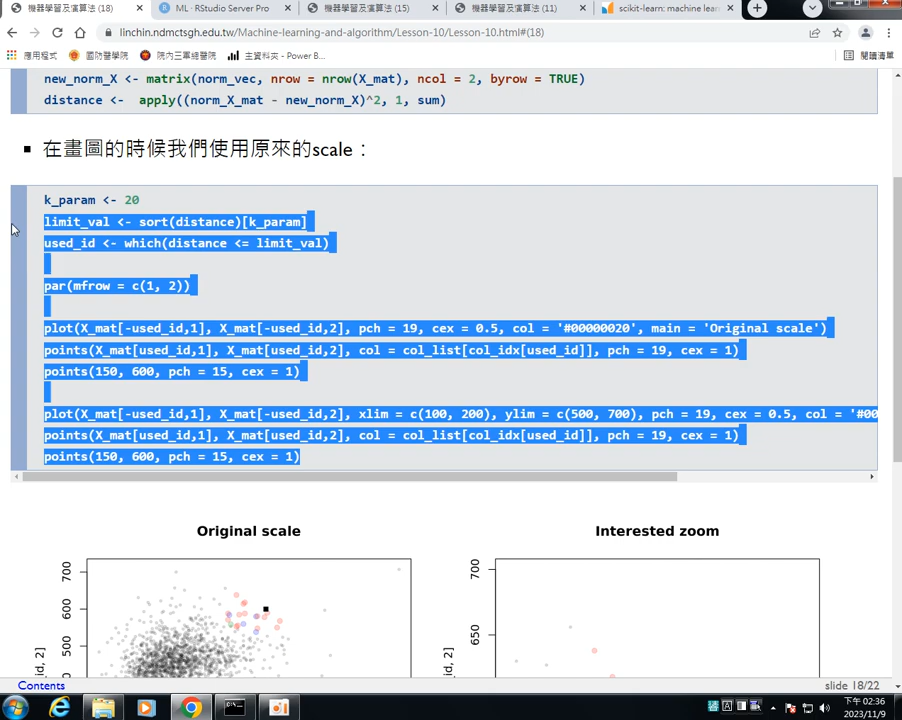 機器學習及演算法 (18)
ML - RStudio Server Pro
機器學習及演算法 (15)
機器學習及演算法 (11)
scikit-learn: machine lear
linchin.ndmctsgh.edu.tw/Machine-learning-and-algorithm/Lesson-10/Lesson-10.html#(18)
應用程式
國防醫學院
院內三軍總醫院
主資料夾 - Power B...
閱讀清單
new_norm_X <- matrix(norm_vec, nrow = nrow(X_mat), ncol = 2, byrow = TRUE)
distance <-  apply((norm_X_mat - new_norm_X)^2, 1, sum)
在畫圖的時候我們使用原來的scale：
k_param <- 20
limit_val <- sort(distance)[k_param]
used_id <- which(distance <= limit_val)
par(mfrow = c(1, 2))
plot(X_mat[-used_id,1], X_mat[-used_id,2], pch = 19, cex = 0.5, col = '#00000020', main = 'Original scale')
points(X_mat[used_id,1], X_mat[used_id,2], col = col_list[col_idx[used_id]], pch = 19, cex = 1)
points(150, 600, pch = 15, cex = 1)
plot(X_mat[-used_id,1], X_mat[-used_id,2], xlim = c(100, 200), ylim = c(500, 700), pch = 19, cex = 0.5, col = '#00
points(X_mat[used_id,1], X_mat[used_id,2], col = col_list[col_idx[used_id]], pch = 19, cex = 1)
points(150, 600, pch = 15, cex = 1)
Original scale
Interested zoom
700
600
500
id, 2]
700
650
id, 2]
Contents
slide 18/22
下午 02:36
2023/11/9